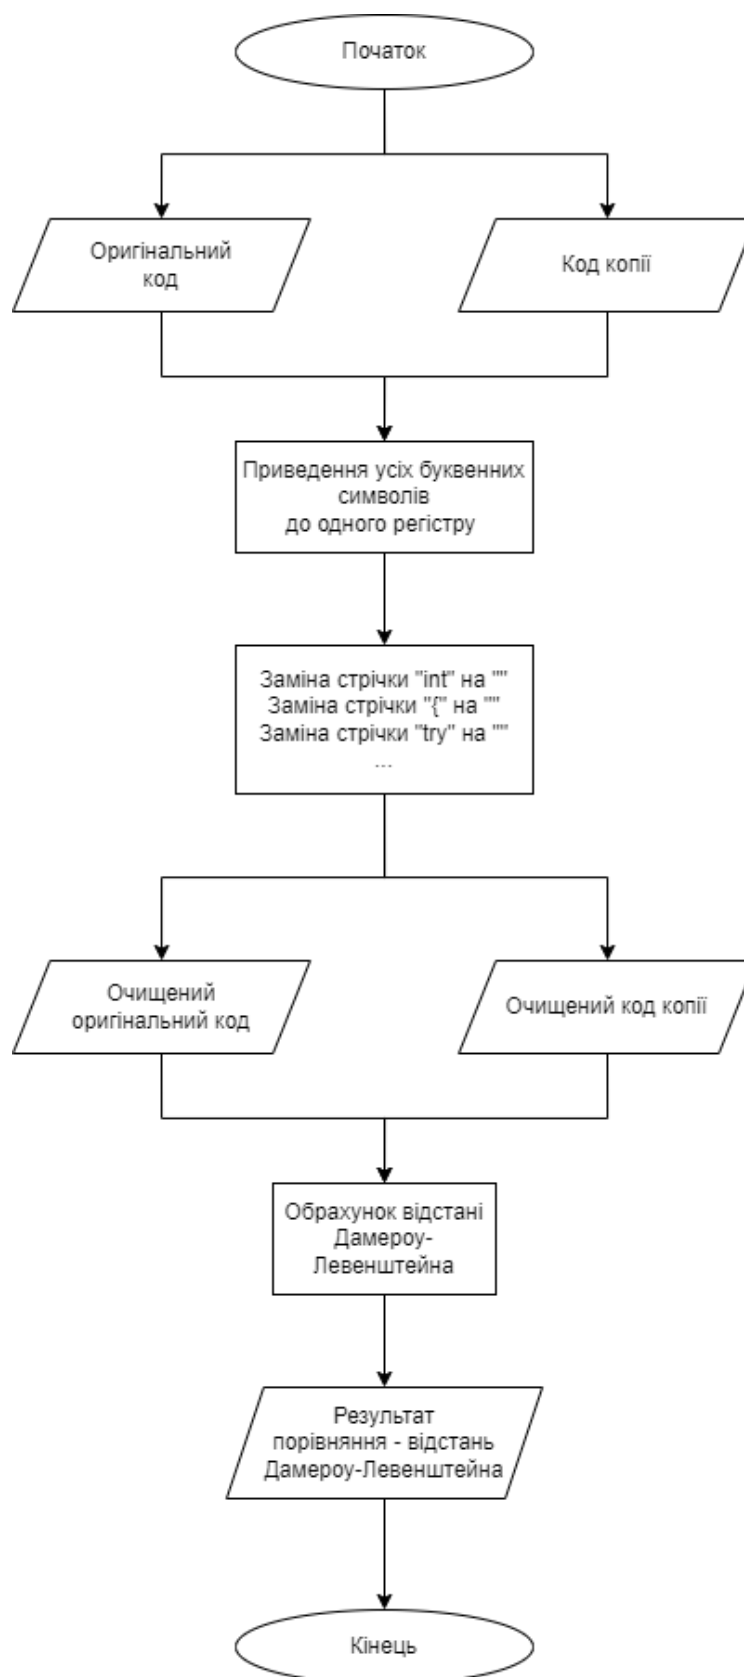 Початок
Оригінальний
код
Код копії
Приведення усіх буквенних
символів
до одного регістру
Заміна стрічки "int" на ""
Заміна стрічки "{" на ""
Заміна стрічки "try" на ""
...
Очищений
оригінальний код
Очищений код копії
Обрахунок відстані
Дамероу-
Левенштейна
Результат
порівняння - відстань
Дамероу-Левенштейна
Кінець